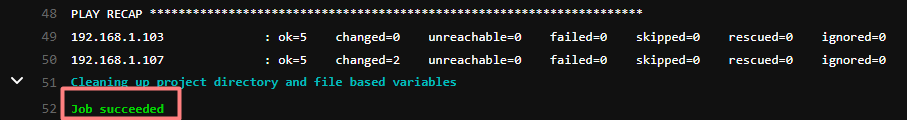 48 PLAY RECAP *********************************************************************
49 192.168.1.103 : ok=5 changed=0 unreachable=0 failed=0 skipped=0 rescued=0 ignored=0
50 192.168.1.107 : ok=5 changed=2 unreachable=0 failed=0 skipped=0 rescued=0 ignored=0
51 Cleaning up project directory and file based variables
52 Job succeeded